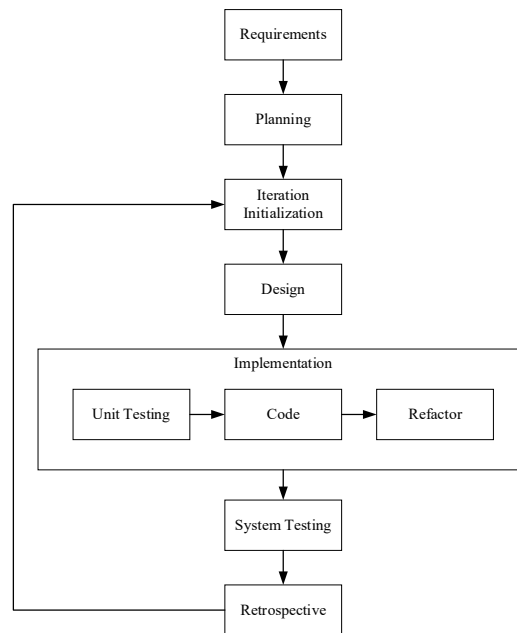 Requirements
Planning
Iteration
Initialization
Design
Implementation
Unit Testing
Code
Refactor
System Testing
Retrospective